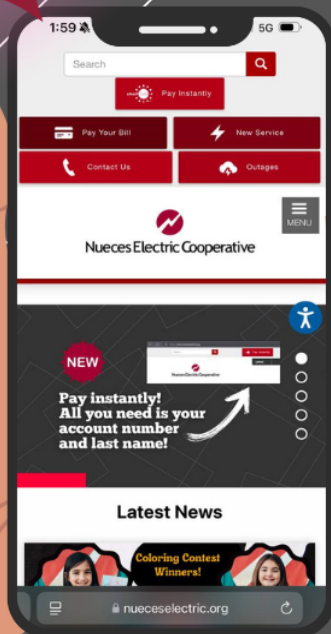 1:59
5G
Search
Pay Instantly
Pay Your Bill
New Service
Contact Us
Outages
MENU
Nueces Electric Cooperative
NEW
Pay instantly!
All you need is your
account number
and last name!
Latest News
Coloring Contest
Winners!
nueceselectric.org